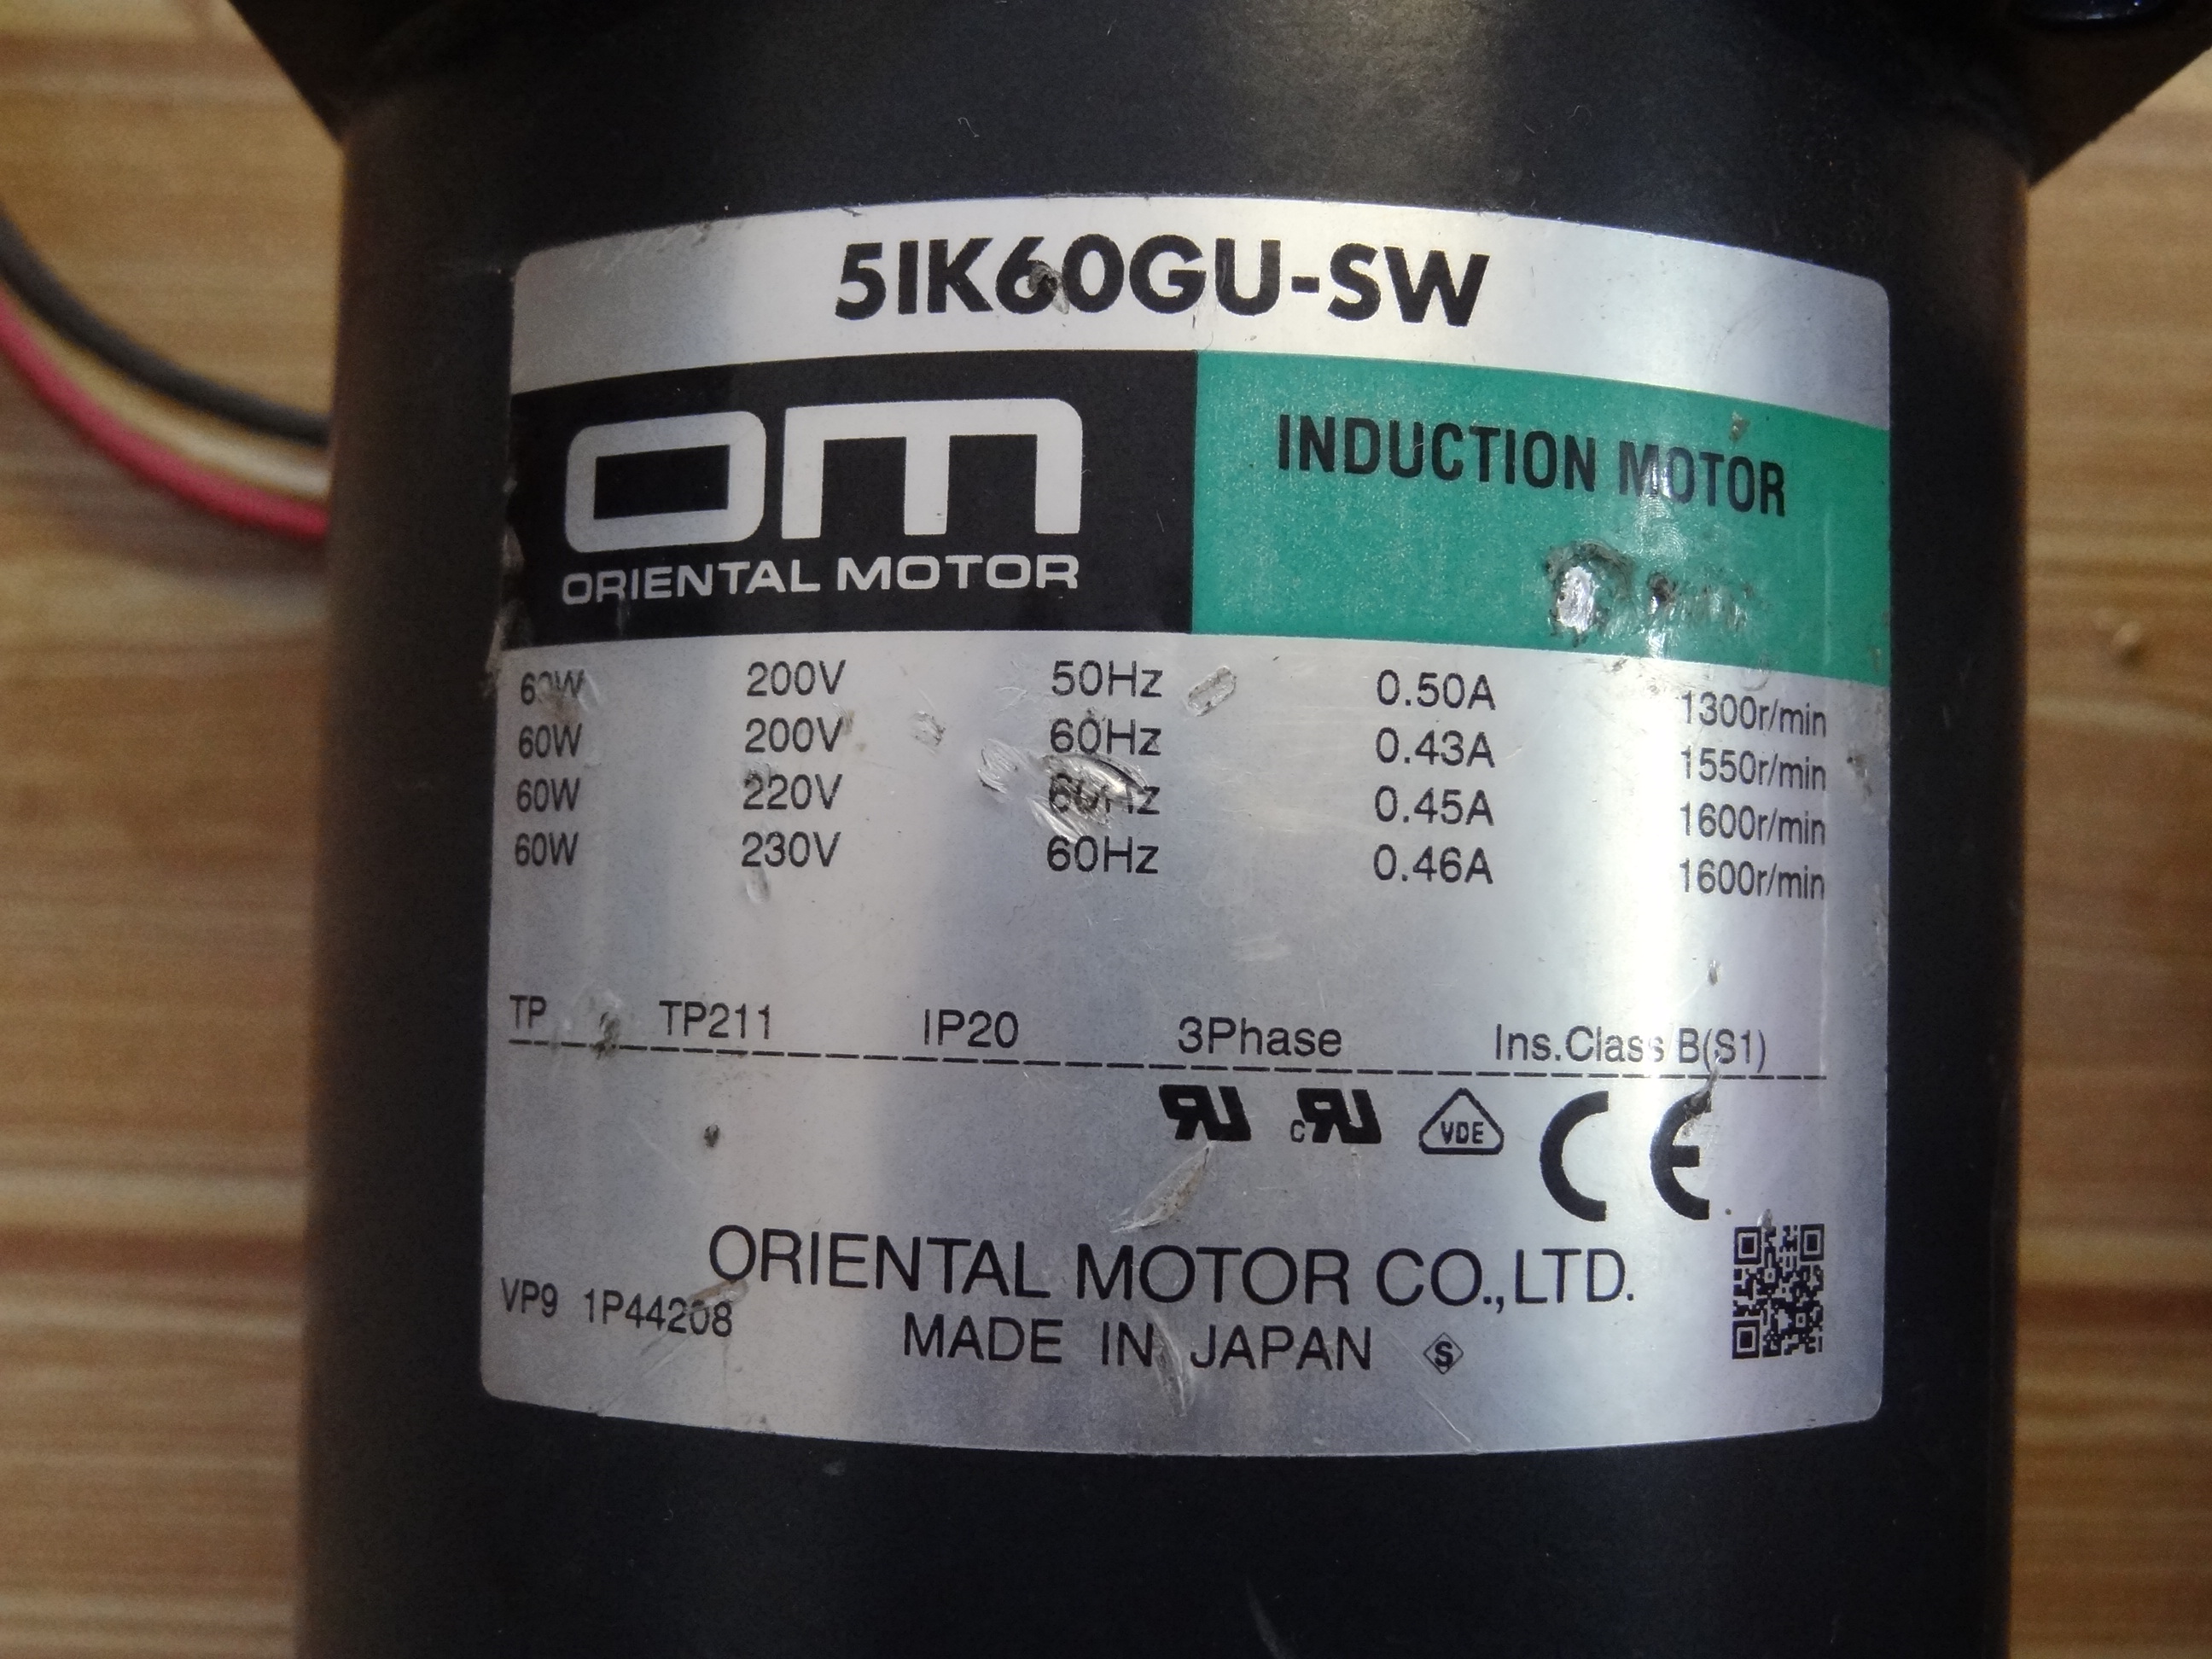 5IK60GU-SW
om
ORIENTAL MOTOR
INDUCTION MOTOR
60W 200V 50Hz 0.50A 1300r/min
60W 200V 60Hz 0.43A 1550r/min
60W 220V 60Hz 0.45A 1600r/min
60W 230V 60Hz 0.46A 1600r/min
TP TP211 IP20 3Phase Ins.Class B(S1)
c VDE CE
ORIENTAL MOTOR CO.,LTD.
VP9 1P44208
MADE IN JAPAN S